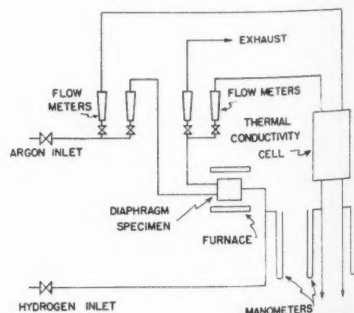 EXHAUST
FLOW
METERS
FLOW METERS
THERMAL
CONDUCTIVITY
CELL
ARGON INLET
DIAPHRAGM
SPECIMEN
FURNACE
HYDROGEN INLET
MANOMETERS